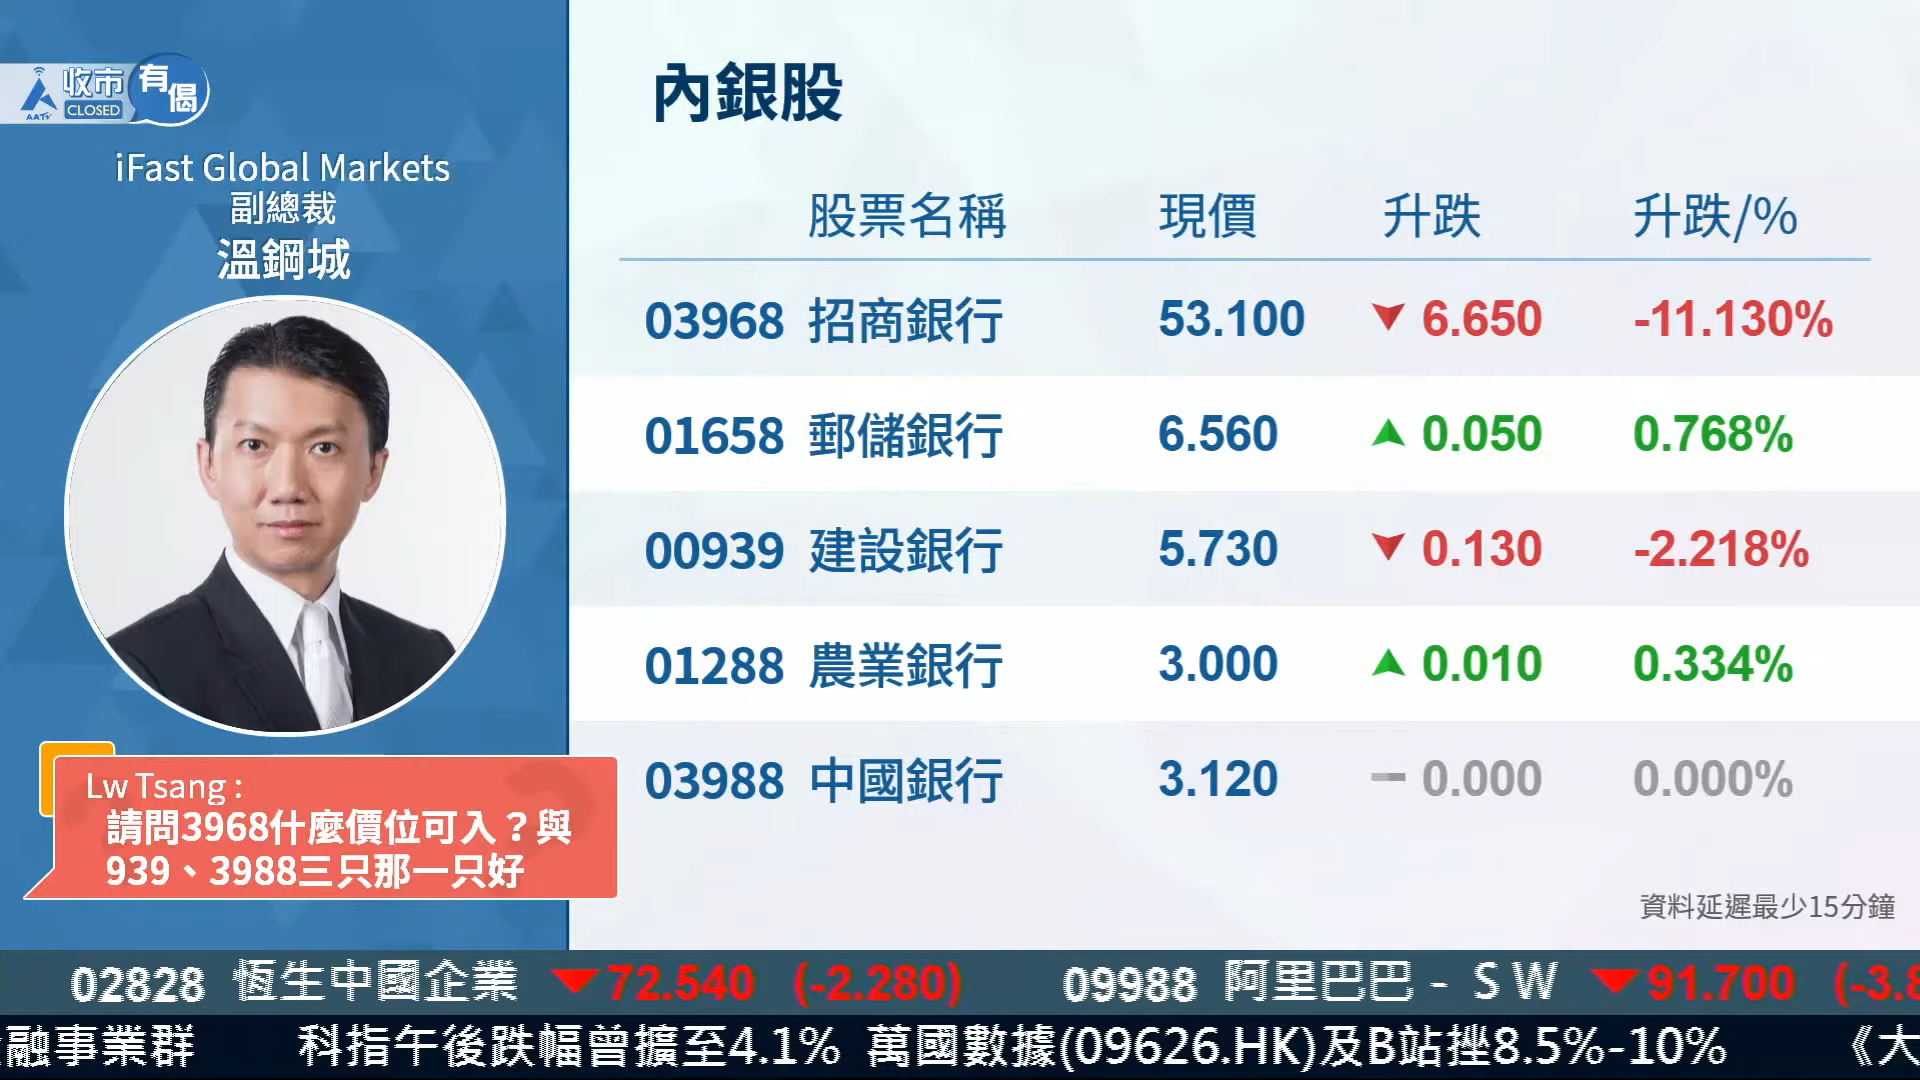 收市
CLOSED
有偈
AATV
iFast Global Markets
副總裁
溫鋼城
Lw Tsang :
請問3968什麼價位可入？與
939、3988三只那一只好
內銀股
股票名稱 現價 升跌 升跌/%
03968 招商銀行 53.100 6.650 -11.130%
01658 郵儲銀行 6.560 0.050 0.768%
00939 建設銀行 5.730 0.130 -2.218%
01288 農業銀行 3.000 0.010 0.334%
03988 中國銀行 3.120 0.000 0.000%
資料延遲最少15分鐘
02828 恆生中國企業 72.540 (-2.280) 09988 阿里巴巴－ＳＷ 91.700 (-3.8
融事業群 科指午後跌幅曾擴至4.1% 萬國數據(09626.HK)及B站挫8.5%-10% 《大